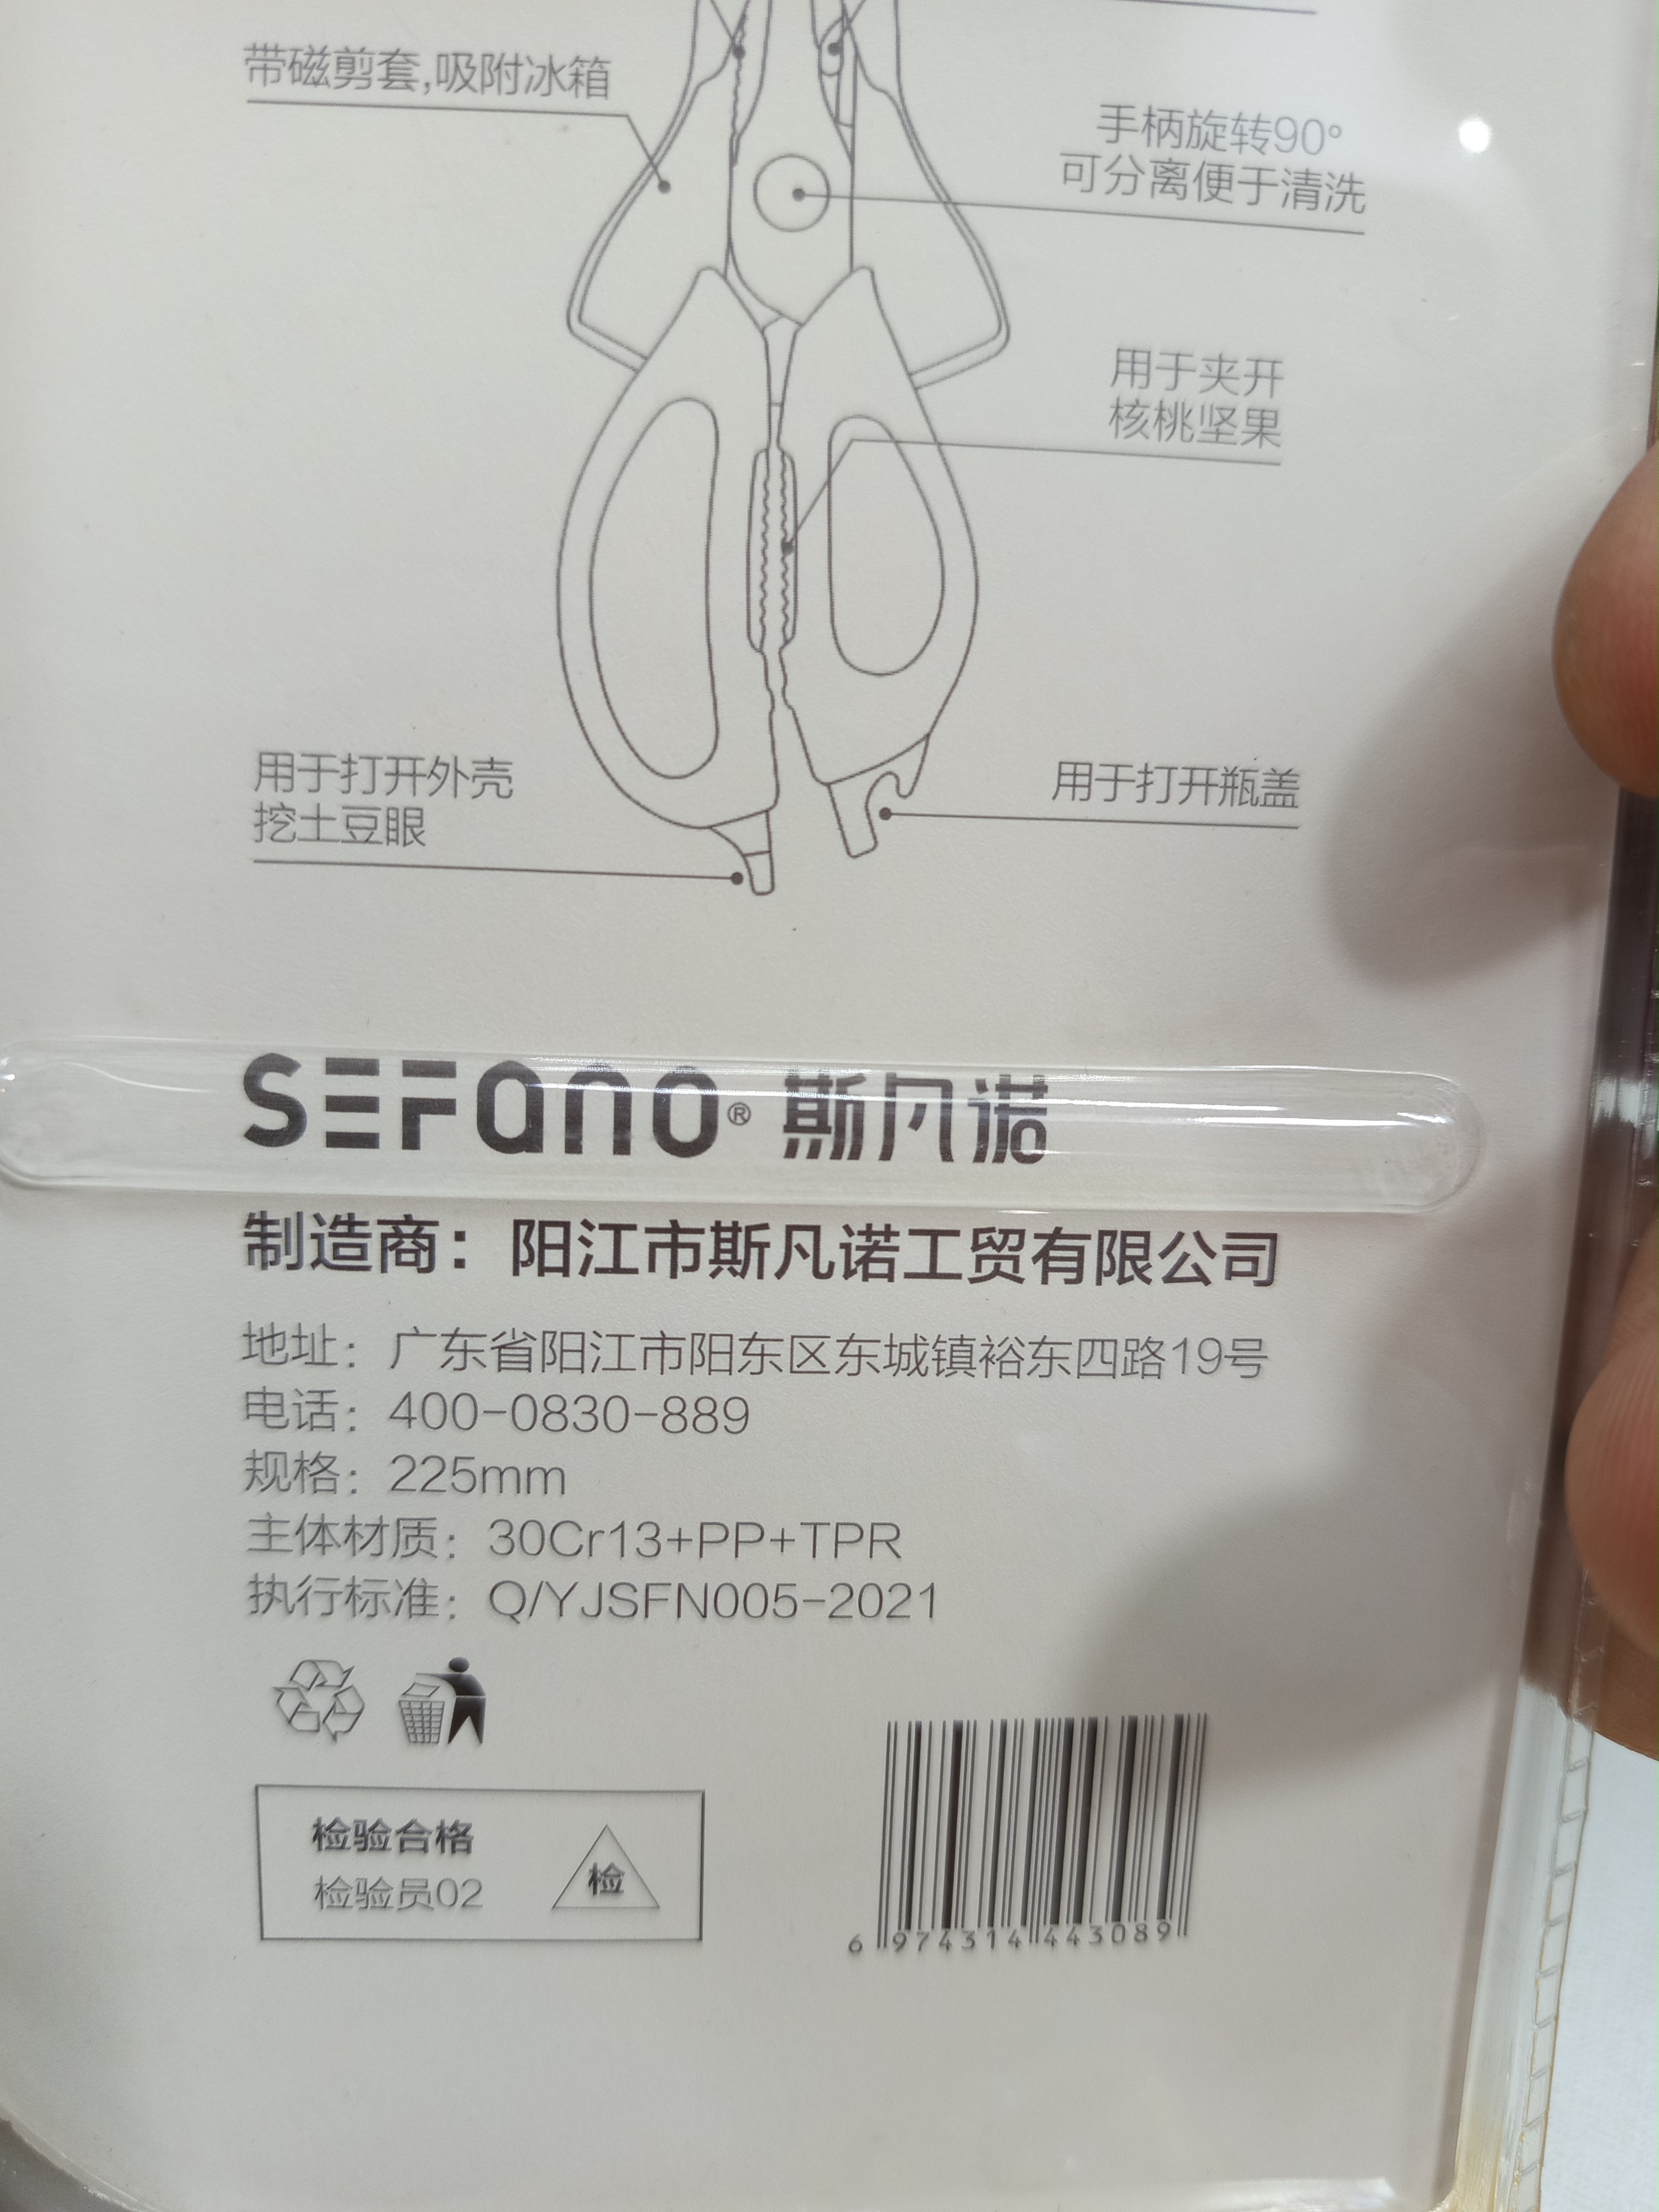 带磁剪套,吸附冰箱
手柄旋转90°
可分离便于清洗
用于夹开
核桃坚果
用于打开外壳
挖土豆眼
用于打开瓶盖
SEFano® 斯凡诺
制造商：阳江市斯凡诺工贸有限公司
地址：广东省阳江市阳东区东城镇裕东四路19号
电话：400-0830-889
规格：225mm
主体材质：30Cr13+PP+TPR
执行标准：Q/YJSFN005-2021
检验合格
检验员02
检
6 974314 443089